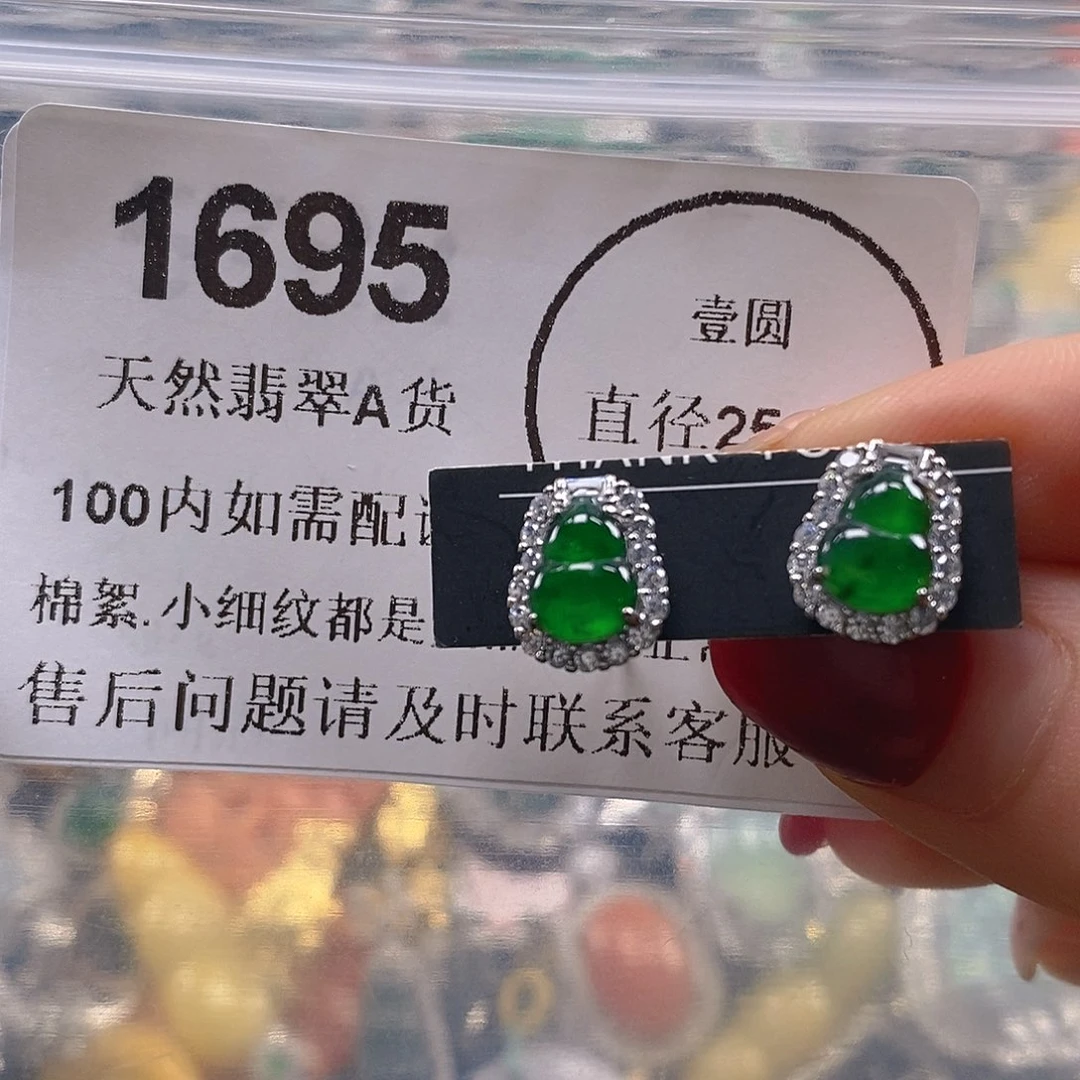 1695
天然翡翠A货
100内如需配
棉絮.小细纹都是
售后问题请及时联系客服
壹圆
直径25
THANK YO